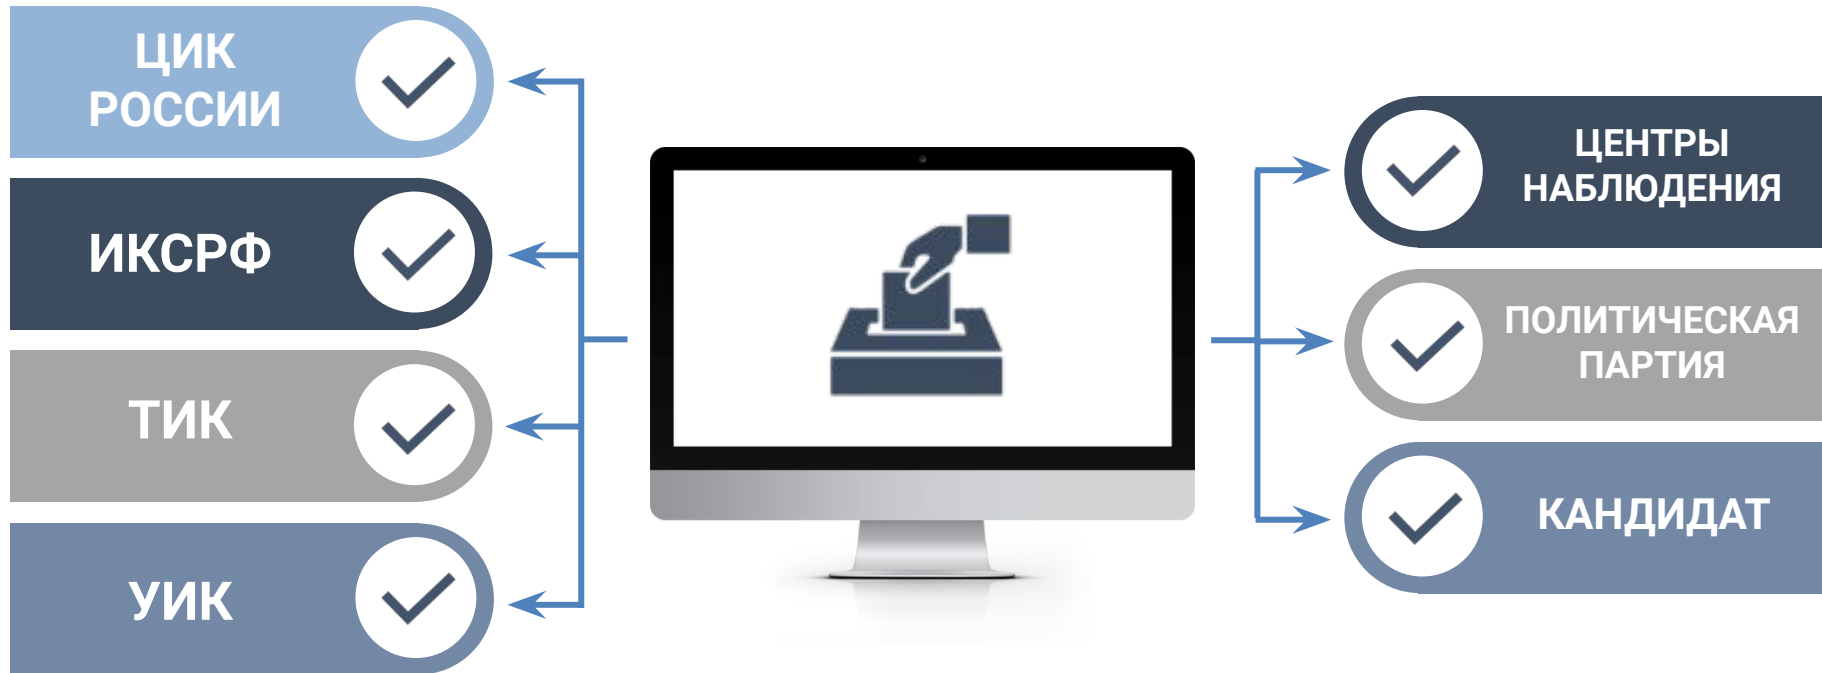 ЦИК
РОССИИ
ИКСРФ
ТИК
УИК
ЦЕНТРЫ
НАБЛЮДЕНИЯ
ПОЛИТИЧЕСКАЯ
ПАРТИЯ
КАНДИДАТ